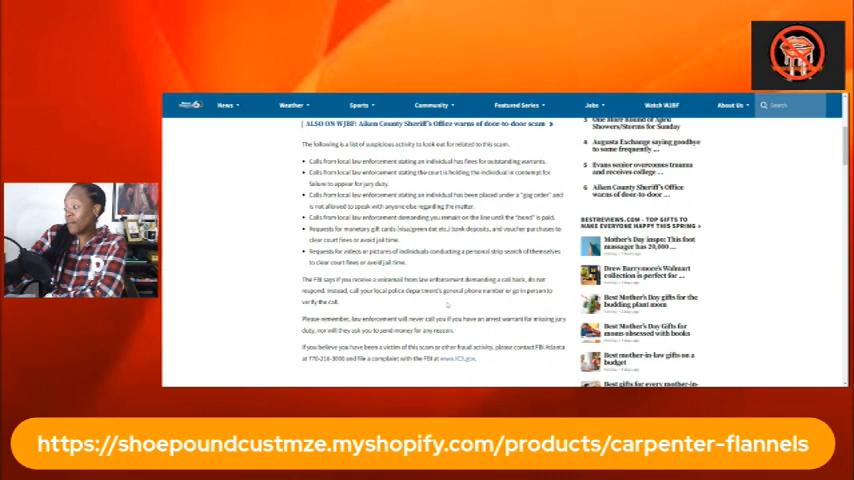 News
Weather
Sports
Community
Featured Series
Jobs
Watch WJBF
About Us
Search
ALSO ON WJBF: Aiken County Sheriff's Office warns of door-to-door scam
The following is a list of suspicious activity to look out for related to this scam.
Calls from local law enforcement stating an individual has fines for outstanding warrants.
Calls from local law enforcement stating the court is holding the individual in contempt for
failure to appear for jury duty.
Calls from local law enforcement stating an individual has been placed under a "gag order" and
is not allowed to speak with anyone else regarding the matter.
Calls from local law enforcement demanding you remain on the line until the "bond" is paid.
Requests for monetary gift cards (visa/green dot etc.) bank deposits, and voucher purchases to
clear court fines or avoid jail time.
Requests for videos or pictures of individuals conducting a personal strip search of themselves
to clear court fines or avoid jail time.
The FBI says if you receive a voicemail from law enforcement demanding a call back, do not
respond. Instead, call your local police department's general phone number or go in person to
verify the call.
Please remember, law enforcement will never call you if you have an arrest warrant for missing jury
duty, nor will they ask you to send money for any reason.
If you believe you have been a victim of this scam or other fraud activity, please contact FBI Atlanta
at 770-216-3000 and file a complaint with the FBI at www.IC3.gov.
3 One More Round of April
Showers/Storms for Sunday
4 Augusta Exchange saying goodbye
to some frequently ...
5 Evans senior overcomes trauma
and receives college ...
6 Aiken County Sheriff's Office
warns of door-to-door ...
BESTREVIEWS.COM - TOP GIFTS TO
MAKE EVERYONE HAPPY THIS SPRING >
Mother's Day inspo: This foot
massager has 20,000 ...
Drew Barrymore's Walmart
collection is perfect for ...
Best Mother's Day gifts for the
budding plant mom
Best Mother's Day Gifts for
moms obsessed with books
Best mother-in-law gifts on a
budget
Best gifts for every mother-in-
https://shoepoundcustmze.myshopify.com/products/carpenter-flannels